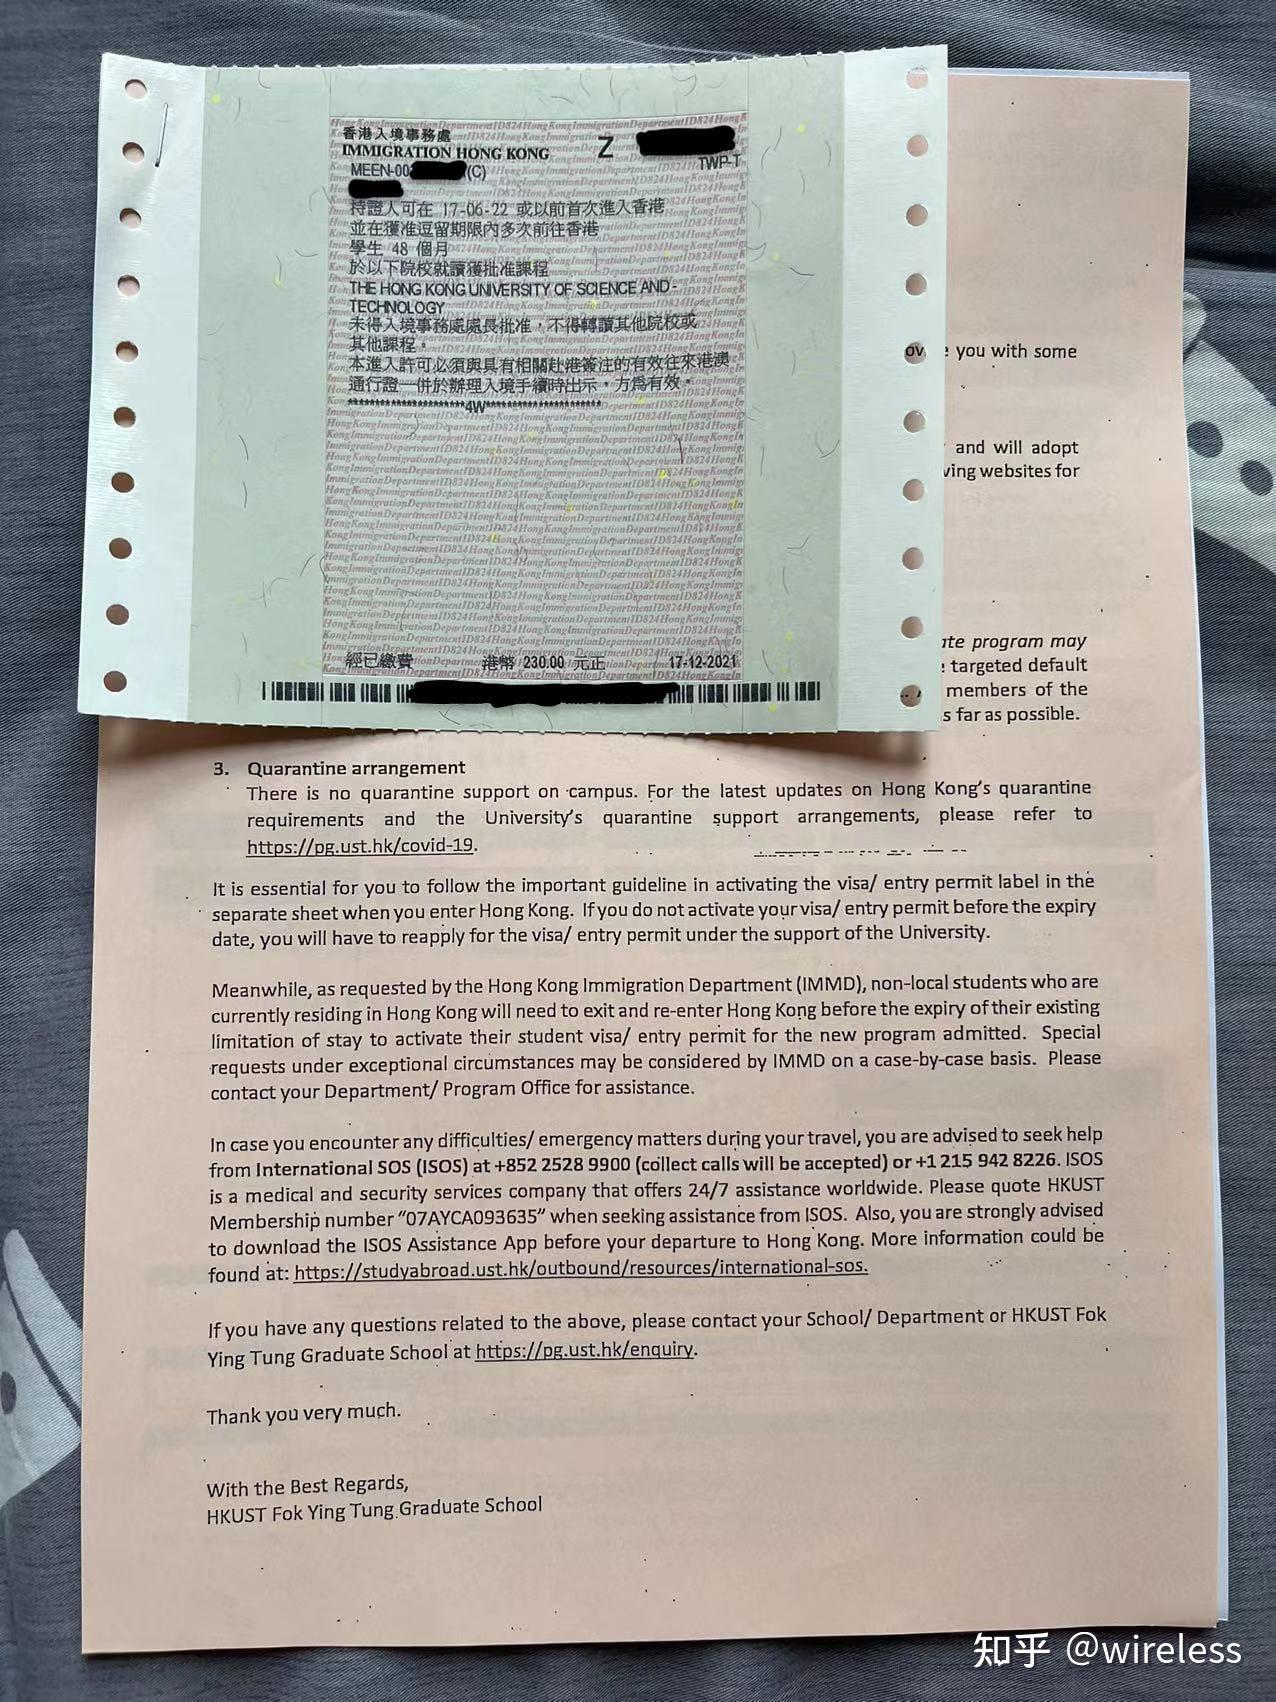 香港入境事務處
IMMIGRATION HONG KONG
Z
TWP-T
MEEN-00 (C)
持證人可在 17-06-22 或以前首次進入香港
並在獲准逗留期限內多次前往香港
學生 48 個月
於以下院校就讀獲批准課程
THE HONG KONG UNIVERSITY OF SCIENCE AND -
TECHNOLOGY
未得入境事務處處長批准，不得轉讀其他院校或
其他課程。
本進入許可必須與具有相關赴港簽注的有效往來港澳
通行證一併於辦理入境手續時出示，方為有效。
***********************4W***********************
經已繳費 港幣 230.00 元正 17-12-2021
you with some
and will adopt
ving websites for
ate program may
targeted default
members of the
s far as possible.
3. Quarantine arrangement
There is no quarantine support on campus. For the latest updates on Hong Kong's quarantine
requirements and the University's quarantine support arrangements, please refer to
https://pg.ust.hk/covid-19.
It is essential for you to follow the important guideline in activating the visa/ entry permit label in the
separate sheet when you enter Hong Kong. If you do not activate your visa/ entry permit before the expiry
date, you will have to reapply for the visa/ entry permit under the support of the University.
Meanwhile, as requested by the Hong Kong Immigration Department (IMMD), non-local students who are
currently residing in Hong Kong will need to exit and re-enter Hong Kong before the expiry of their existing
limitation of stay to activate their student visa/ entry permit for the new program admitted. Special
requests under exceptional circumstances may be considered by IMMD on a case-by-case basis. Please
contact your Department/ Program Office for assistance.
In case you encounter any difficulties/ emergency matters during your travel, you are advised to seek help
from International SOS (ISOS) at +852 2528 9900 (collect calls will be accepted) or +1 215 942 8226. ISOS
is a medical and security services company that offers 24/7 assistance worldwide. Please quote HKUST
Membership number "07AYCA093635" when seeking assistance from ISOS. Also, you are strongly advised
to download the ISOS Assistance App before your departure to Hong Kong. More information could be
found at: https://studyabroad.ust.hk/outbound/resources/international-sos.
If you have any questions related to the above, please contact your School/ Department or HKUST Fok
Ying Tung Graduate School at https://pg.ust.hk/enquiry.
Thank you very much.
With the Best Regards,
HKUST Fok Ying Tung Graduate School
知乎 @wireless